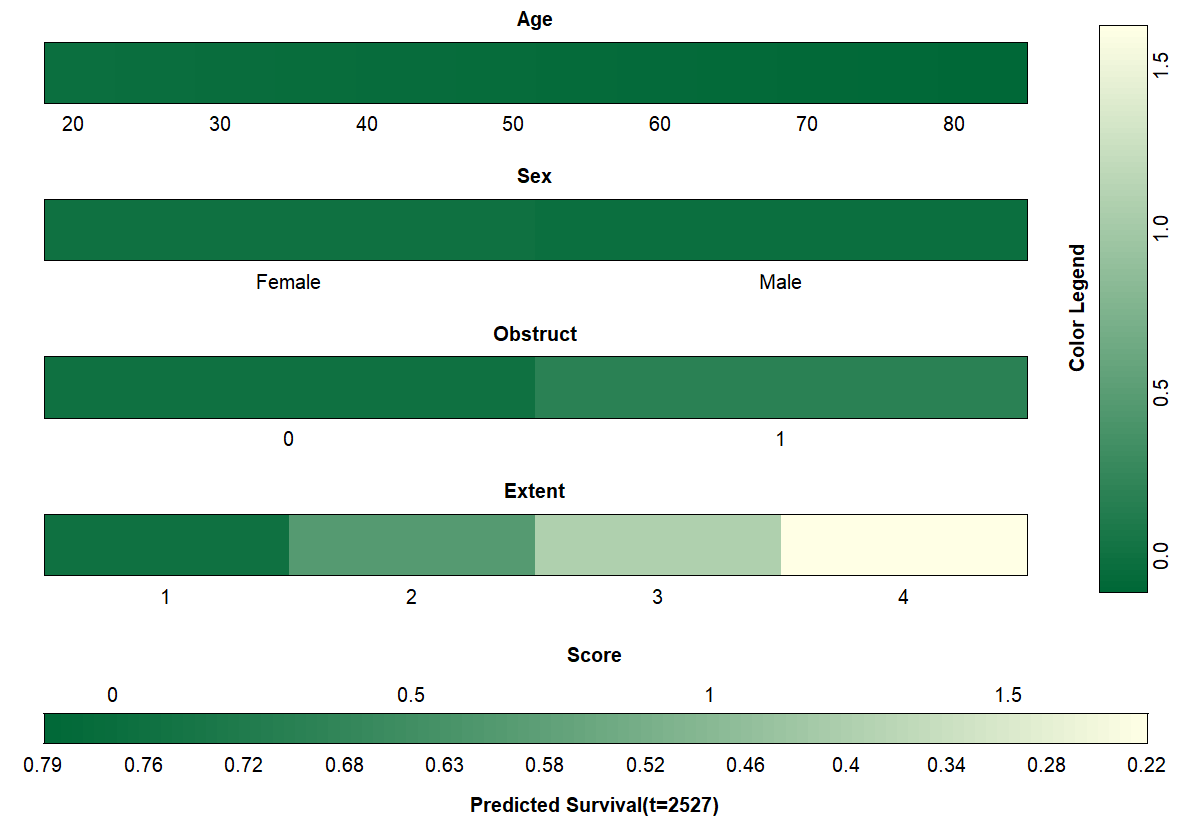 Age
20 30 40 50 60 70 80
Sex
Female Male
Obstruct
0 1
Extent
1 2 3 4
Score
0 0.5 1 1.5
0.79 0.76 0.72 0.68 0.63 0.58 0.52 0.46 0.4 0.34 0.28 0.22
Predicted Survival(t=2527)
Color Legend
0.0 0.5 1.0 1.5